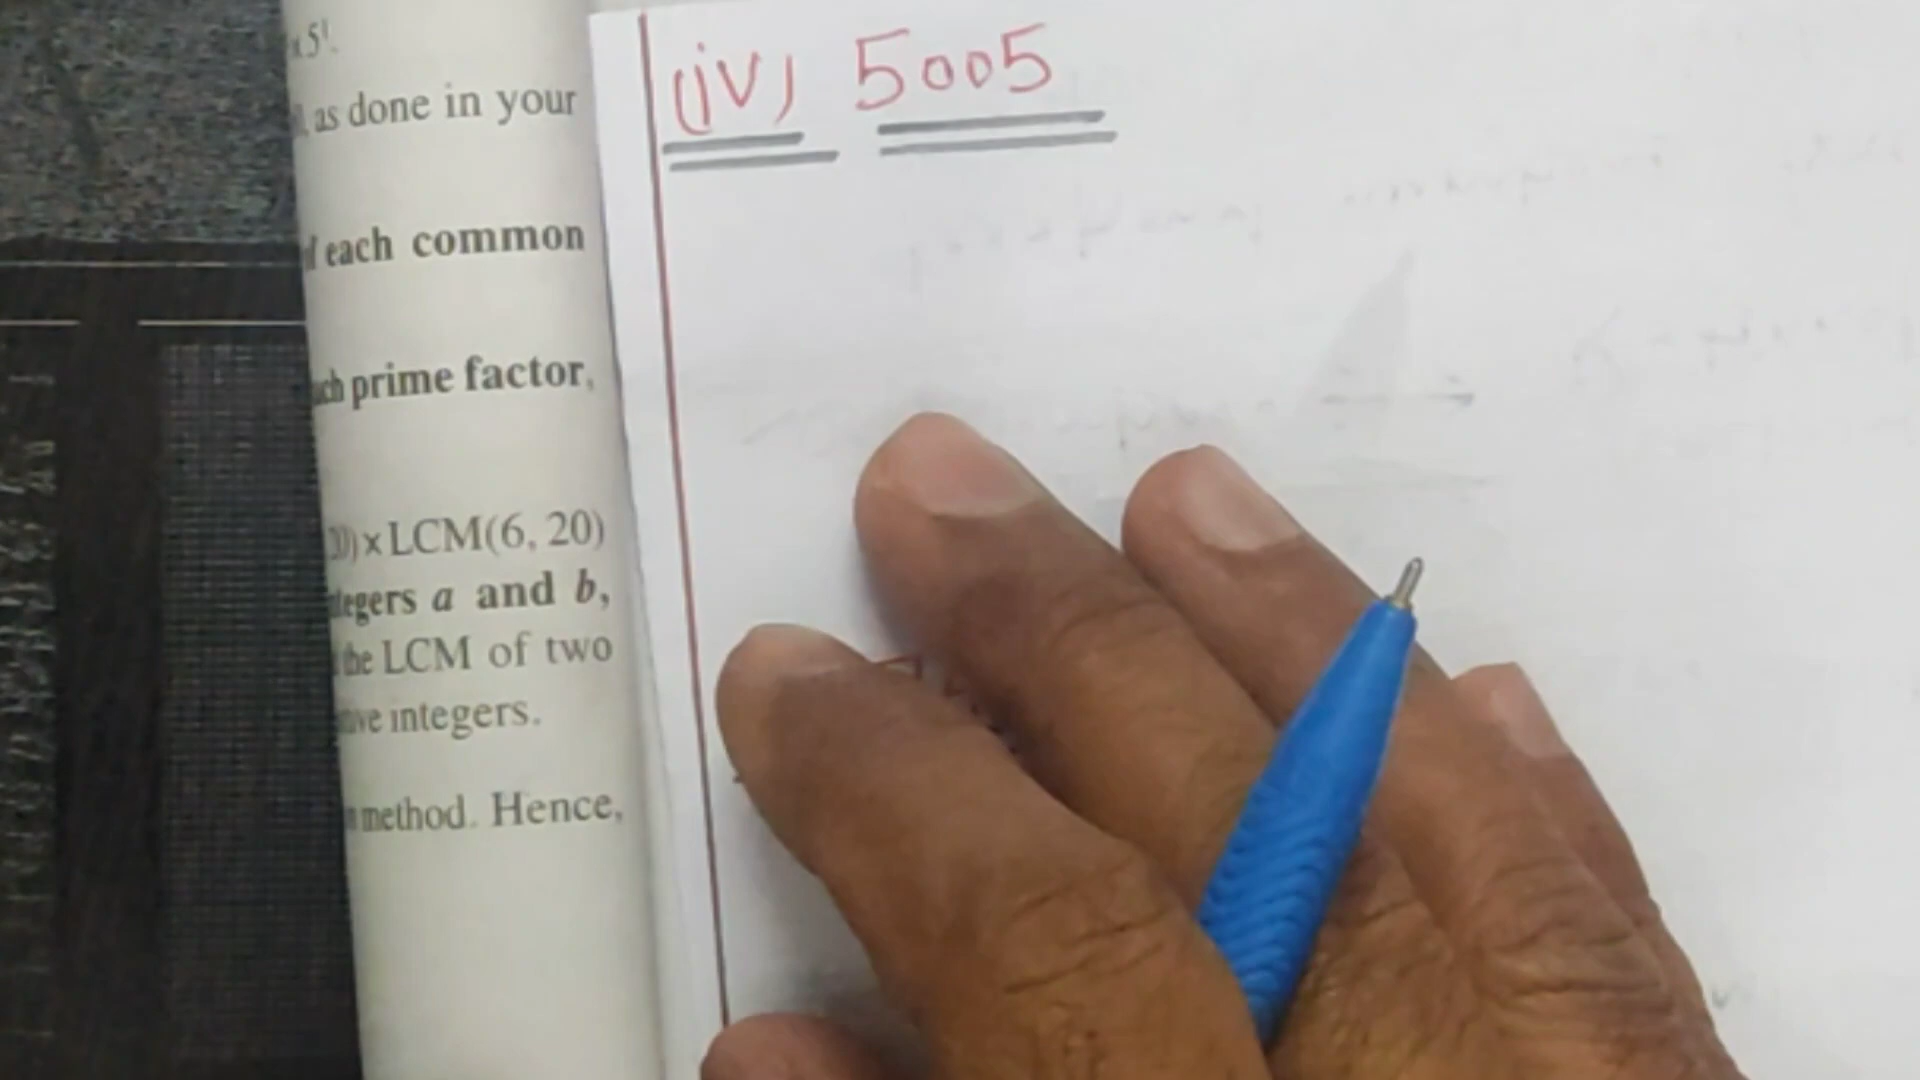 5¹.
as done in your
each common
prime factor,
× LCM(6, 20)
a and b,
the LCM of two
integers.
method. Hence,
(iv) 5005